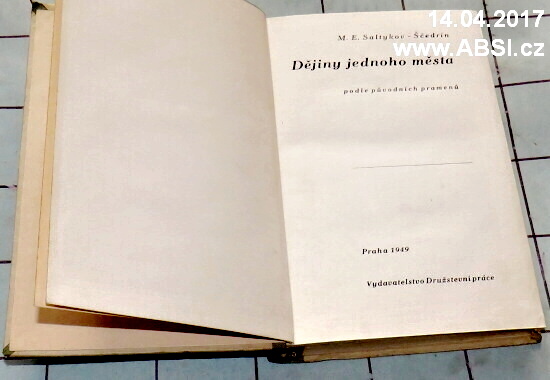 14.04.2017
www.ABSI.cz
M. E. Saltykov - Ščedrin
Dějiny jednoho města
podle původních pramenů
Praha 1949
Vydavatelstvo Družstevní práce